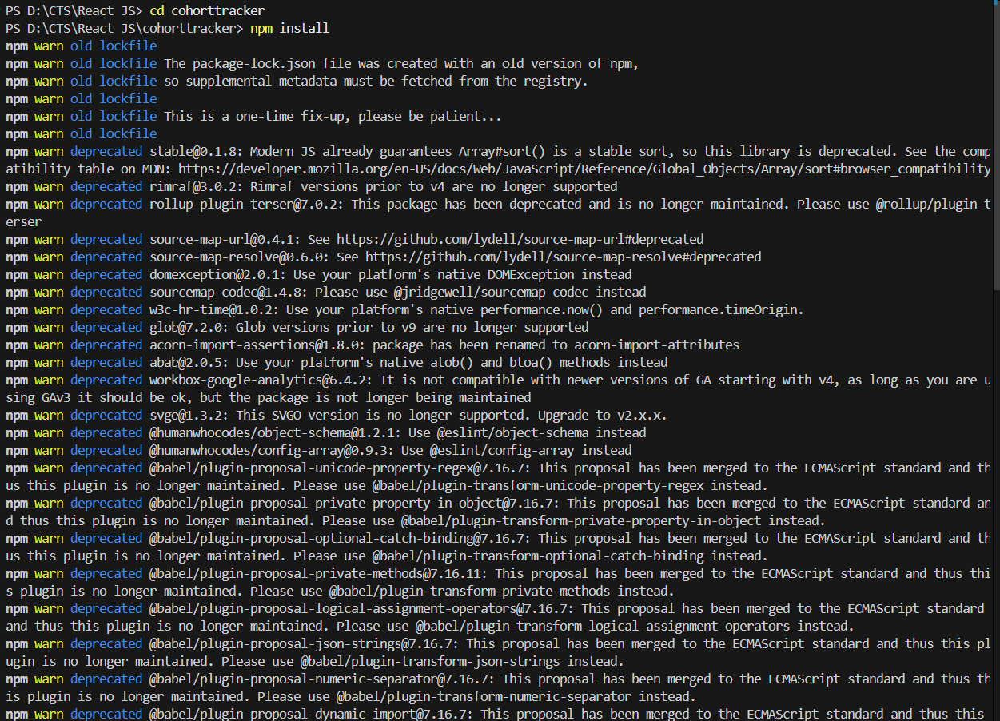 PS D:\CTS\React JS> cd cohorttracker
PS D:\CTS\React JS\cohorttracker> npm install
npm warn old lockfile
npm warn old lockfile The package-lock.json file was created with an old version of npm,
npm warn old lockfile so supplemental metadata must be fetched from the registry.
npm warn old lockfile
npm warn old lockfile This is a one-time fix-up, please be patient...
npm warn old lockfile
npm warn deprecated stable@0.1.8: Modern JS already guarantees Array#sort() is a stable sort, so this library is deprecated. See the comp
atibility table on MDN: https://developer.mozilla.org/en-US/docs/Web/JavaScript/Reference/Global_Objects/Array/sort#browser_compatibility
npm warn deprecated rimraf@3.0.2: Rimraf versions prior to v4 are no longer supported
npm warn deprecated rollup-plugin-terser@7.0.2: This package has been deprecated and is no longer maintained. Please use @rollup/plugin-t
erser
npm warn deprecated source-map-url@0.4.1: See https://github.com/lydell/source-map-url#deprecated
npm warn deprecated source-map-resolve@0.6.0: See https://github.com/lydell/source-map-resolve#deprecated
npm warn deprecated domexception@2.0.1: Use your platform's native DOMException instead
npm warn deprecated sourcemap-codec@1.4.8: Please use @jridgewell/sourcemap-codec instead
npm warn deprecated w3c-hr-time@1.0.2: Use your platform's native performance.now() and performance.timeOrigin.
npm warn deprecated glob@7.2.0: Glob versions prior to v9 are no longer supported
npm warn deprecated acorn-import-assertions@1.8.0: package has been renamed to acorn-import-attributes
npm warn deprecated abab@2.0.5: Use your platform's native atob() and btoa() methods instead
npm warn deprecated workbox-google-analytics@6.4.2: It is not compatible with newer versions of GA starting with v4, as long as you are u
sing GAv3 it should be ok, but the package is not longer being maintained
npm warn deprecated svgo@1.3.2: This SVGO version is no longer supported. Upgrade to v2.x.x.
npm warn deprecated @humanwhocodes/object-schema@1.2.1: Use @eslint/object-schema instead
npm warn deprecated @humanwhocodes/config-array@0.9.3: Use @eslint/config-array instead
npm warn deprecated @babel/plugin-proposal-unicode-property-regex@7.16.7: This proposal has been merged to the ECMAScript standard and th
us this plugin is no longer maintained. Please use @babel/plugin-transform-unicode-property-regex instead.
npm warn deprecated @babel/plugin-proposal-private-property-in-object@7.16.7: This proposal has been merged to the ECMAScript standard an
d thus this plugin is no longer maintained. Please use @babel/plugin-transform-private-property-in-object instead.
npm warn deprecated @babel/plugin-proposal-optional-catch-binding@7.16.7: This proposal has been merged to the ECMAScript standard and th
us this plugin is no longer maintained. Please use @babel/plugin-transform-optional-catch-binding instead.
npm warn deprecated @babel/plugin-proposal-private-methods@7.16.11: This proposal has been merged to the ECMAScript standard and thus thi
s plugin is no longer maintained. Please use @babel/plugin-transform-private-methods instead.
npm warn deprecated @babel/plugin-proposal-logical-assignment-operators@7.16.7: This proposal has been merged to the ECMAScript standard
and thus this plugin is no longer maintained. Please use @babel/plugin-transform-logical-assignment-operators instead.
npm warn deprecated @babel/plugin-proposal-json-strings@7.16.7: This proposal has been merged to the ECMAScript standard and thus this pl
ugin is no longer maintained. Please use @babel/plugin-transform-json-strings instead.
npm warn deprecated @babel/plugin-proposal-numeric-separator@7.16.7: This proposal has been merged to the ECMAScript standard and thus th
is plugin is no longer maintained. Please use @babel/plugin-transform-numeric-separator instead.
npm warn deprecated @babel/plugin-proposal-dynamic-import@7.16.7: This proposal has been merged to the ECMAScript standard and thus this